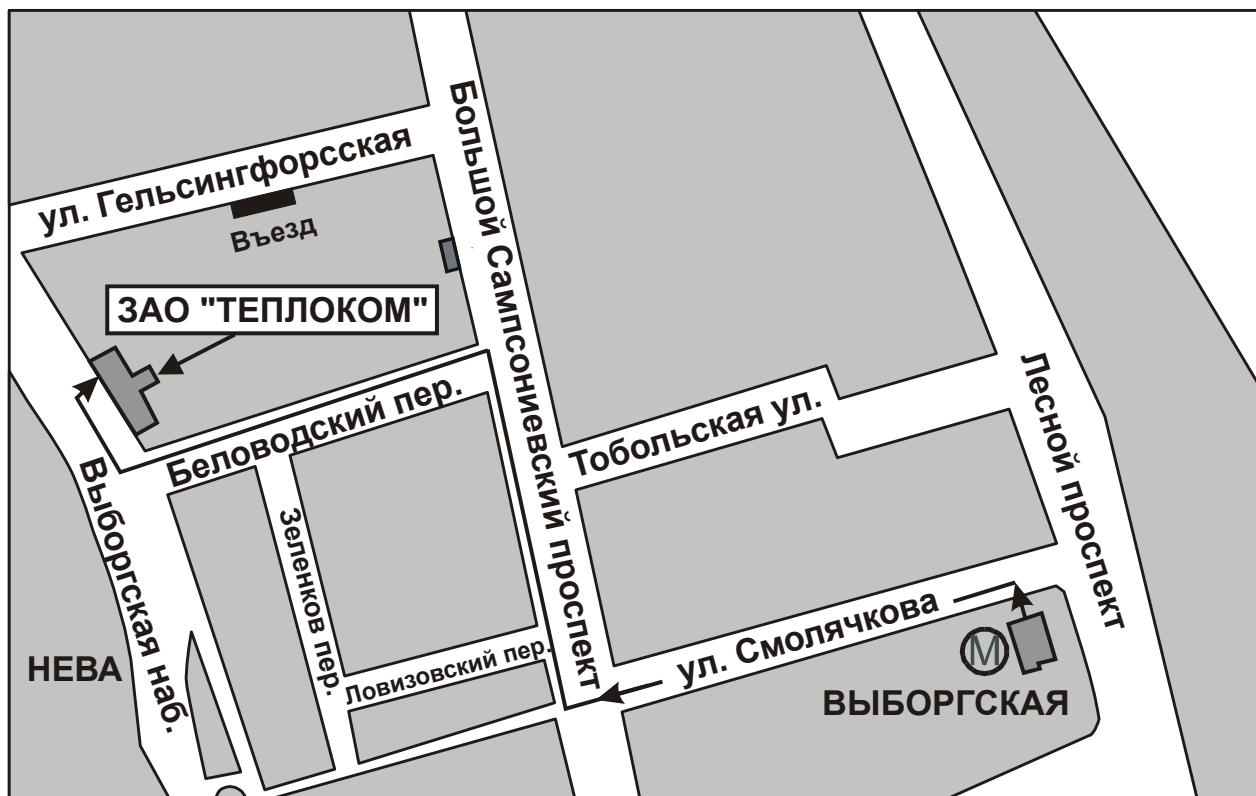 ул. Гельсингфорсская
Въезд
Большой Сампсониевский проспект
ЗАО "ТЕПЛОКОМ"
Беловодский пер.
Тобольская ул.
Лесной проспект
Выборгская наб.
Зеленков пер.
Ловизовский пер.
ул. Смолячкова
НЕВА
М
ВЫБОРГСКАЯ